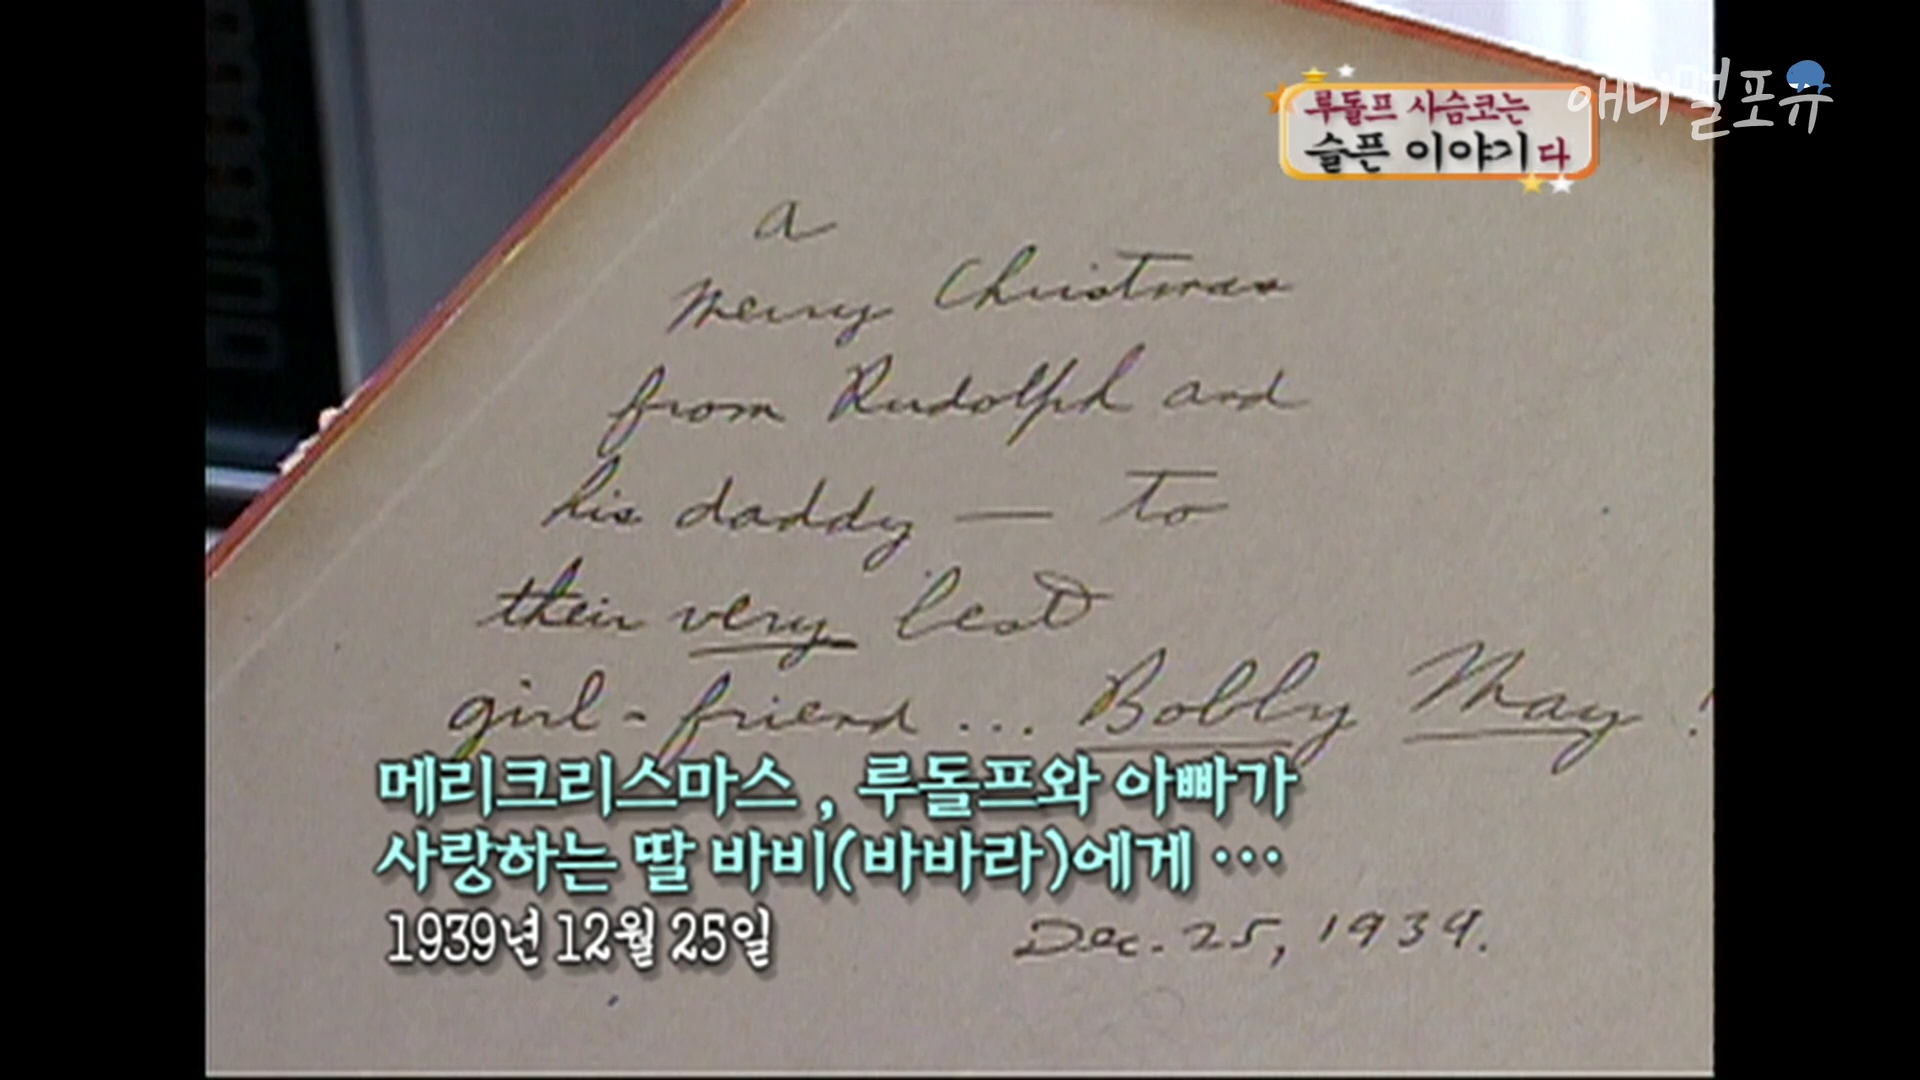 애니멀포유
루돌프 사슴코는
슬픈 이야기다
a
Merry Christmas
from Rudolph and
his daddy — to
their very best
girl-friend ... Bobby May!
메리크리스마스, 루돌프와 아빠가
사랑하는 딸 바비(바바라)에게 …
1939년 12월 25일
Dec. 25, 1939.